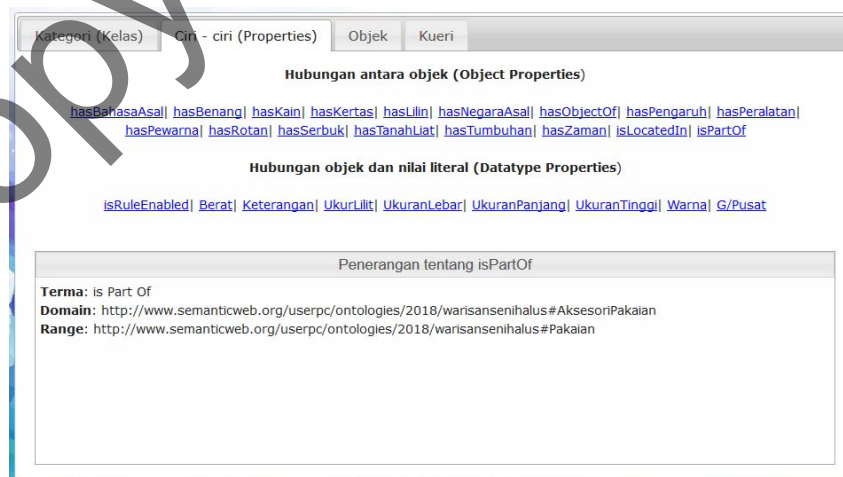 Kategori (Kelas) Ciri - ciri (Properties) Objek Kueri
Hubungan antara objek (Object Properties)
hasBahasaAsal| hasBenang| hasKain| hasKertas| hasLilin| hasNegaraAsal| hasObjectOf| hasPengaruh| hasPeralatan|
hasPewarna| hasRotan| hasSerbuk| hasTanahLiat| hasTumbuhan| hasZaman| isLocatedIn| isPartOf
Hubungan objek dan nilai literal (Datatype Properties)
isRuleEnabled| Berat| Keterangan| UkurLilit| UkuranLebar| UkuranPanjang| UkuranTinggi| Warna| G/Pusat
Penerangan tentang isPartOf
Terma: is Part Of
Domain: http://www.semanticweb.org/userpc/ontologies/2018/warisansenihalus#AksesoriPakaian
Range: http://www.semanticweb.org/userpc/ontologies/2018/warisansenihalus#Pakaian